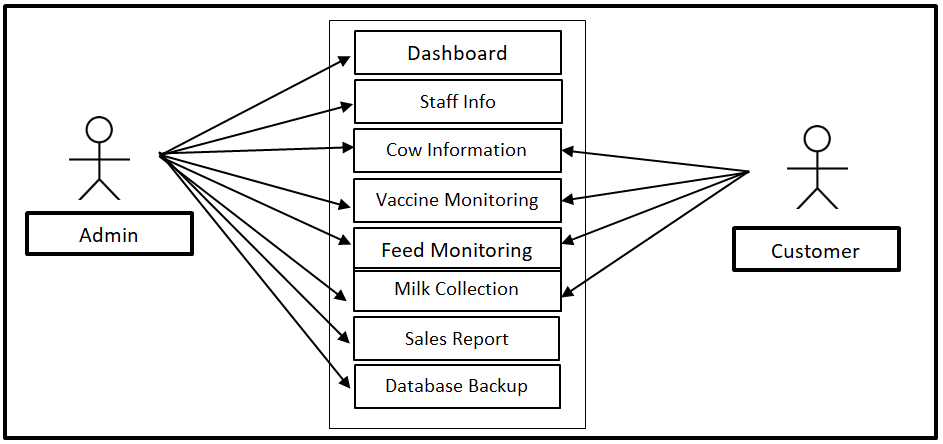 Dashboard
Staff Info
Cow Information
Vaccine Monitoring
Feed Monitoring
Milk Collection
Sales Report
Database Backup
Admin
Customer